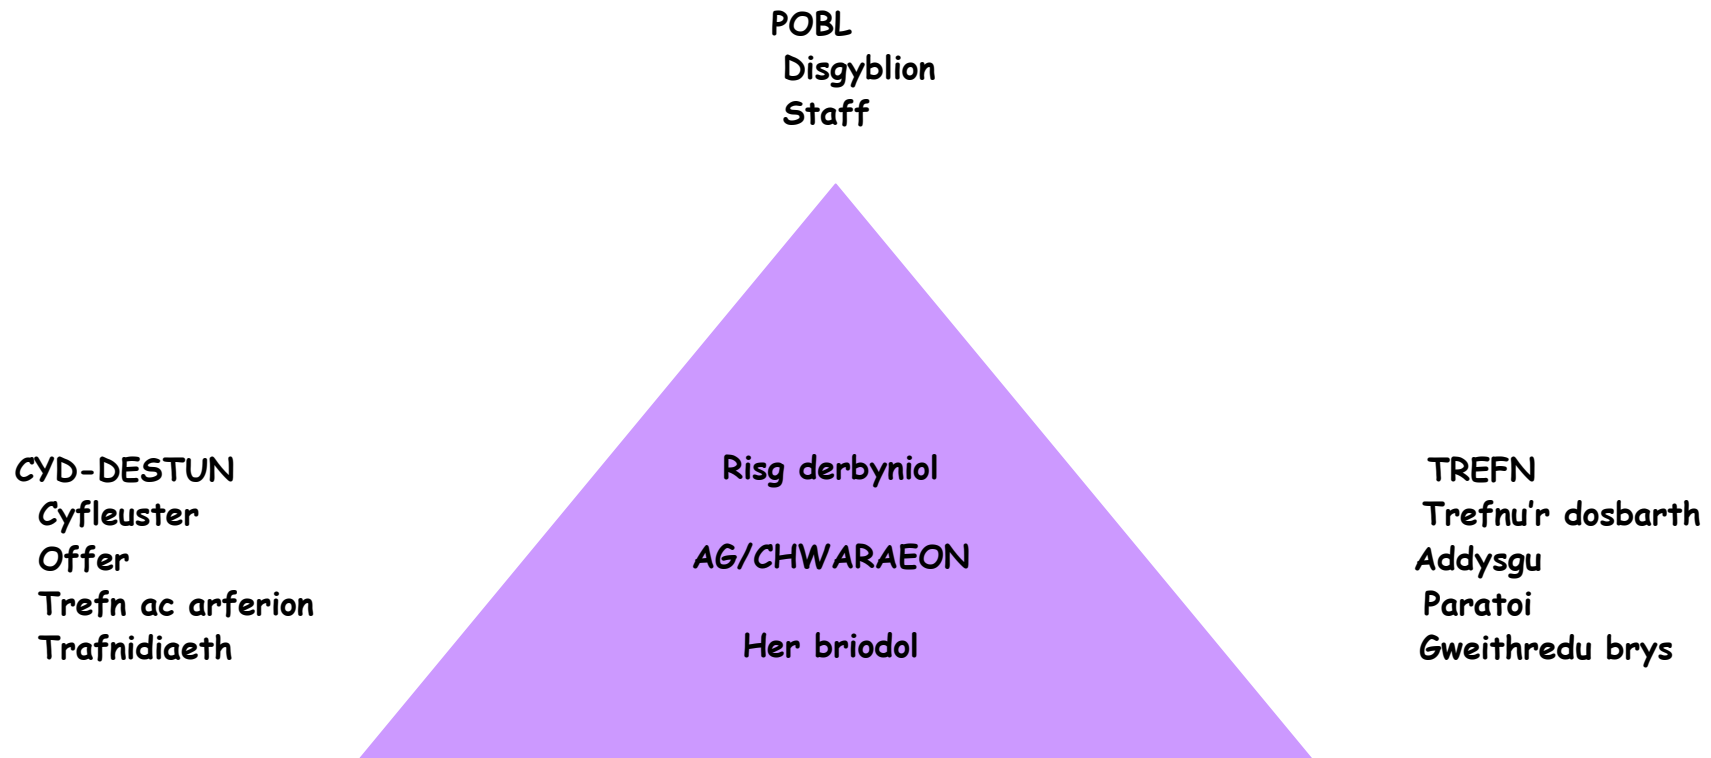 POBL
Disgyblion
Staff
CYD-DESTUN
Cyfleuster
Offer
Trefn ac arferion
Trafnidiaeth
Risg derbyniol
AG/CHWARAEON
Her briodol
TREFN
Trefnu'r dosbarth
Addysgu
Paratoi
Gweithredu brys